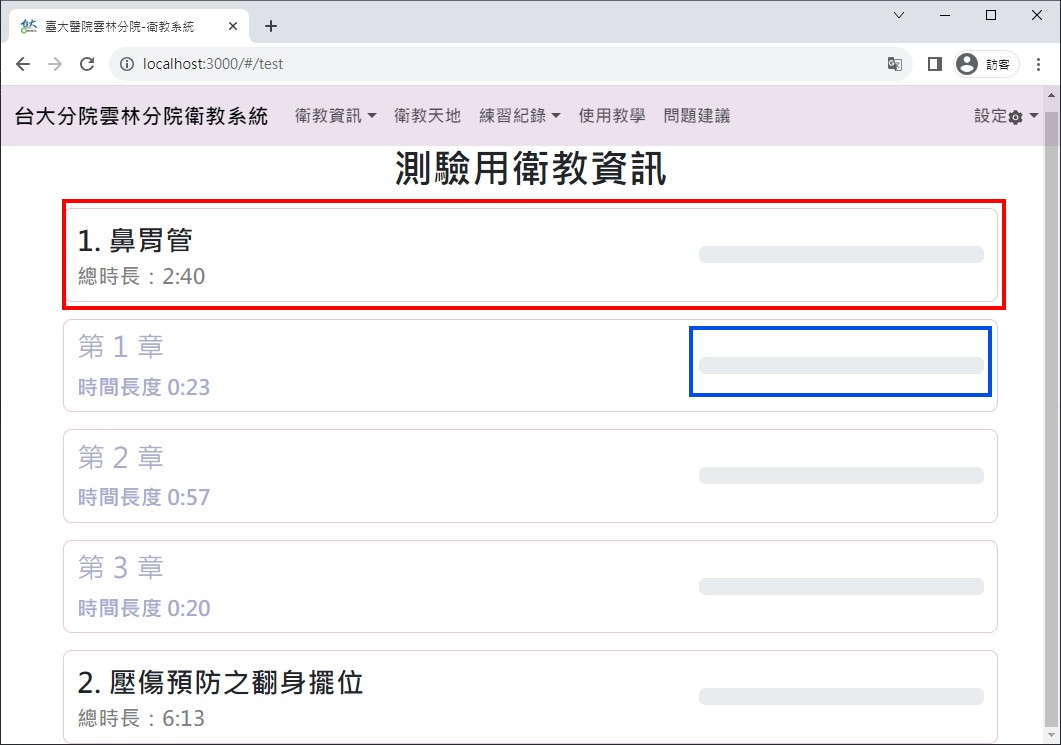 臺大醫院雲林分院-衛教系統
localhost:3000/#/test
訪客
台大分院雲林分院衛教系統 衛教資訊 衛教天地 練習紀錄 使用教學 問題建議 設定
測驗用衛教資訊
1. 鼻胃管
總時長：2:40
第 1 章
時間長度 0:23
第 2 章
時間長度 0:57
第 3 章
時間長度 0:20
2. 壓傷預防之翻身擺位
總時長：6:13